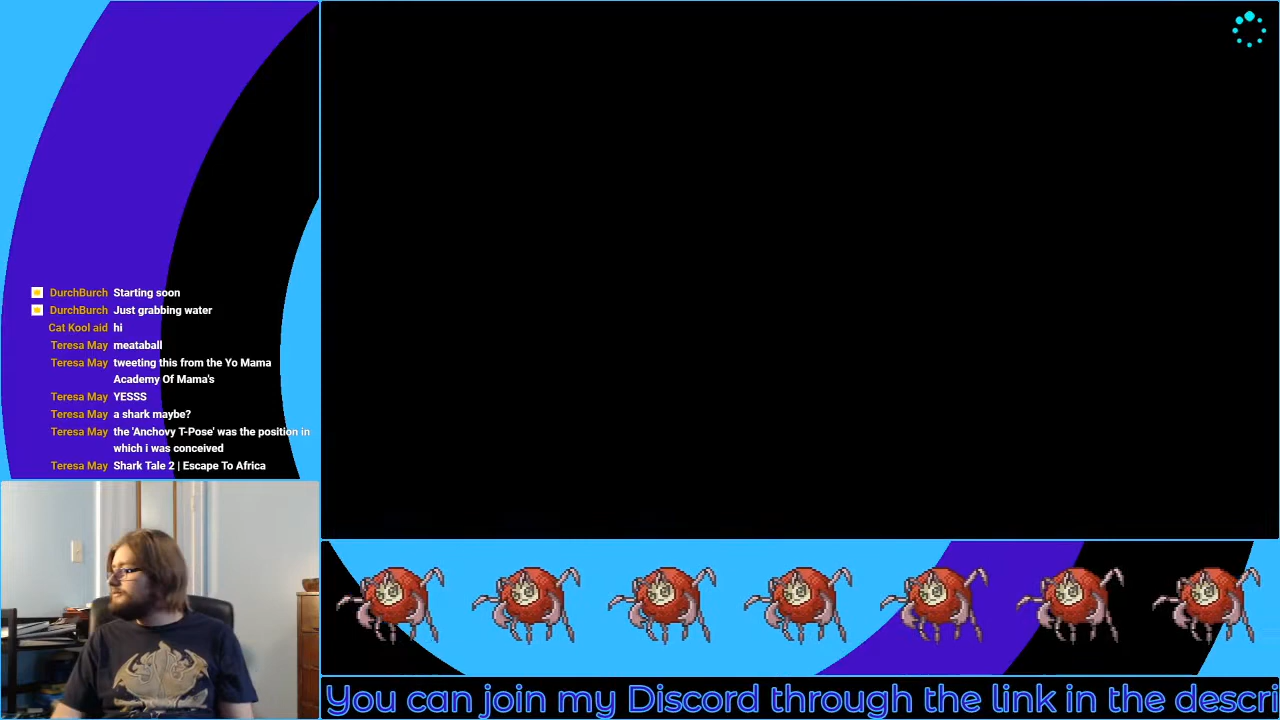 DurchBurch Starting soon
DurchBurch Just grabbing water
Cat Kool aid hi
Teresa May meataball
Teresa May tweeting this from the Yo Mama
Academy Of Mama's
Teresa May YESSS
Teresa May a shark maybe?
Teresa May the 'Anchovy T-Pose' was the position in
which i was conceived
Teresa May Shark Tale 2 | Escape To Africa
You can join my Discord through the link in the descri